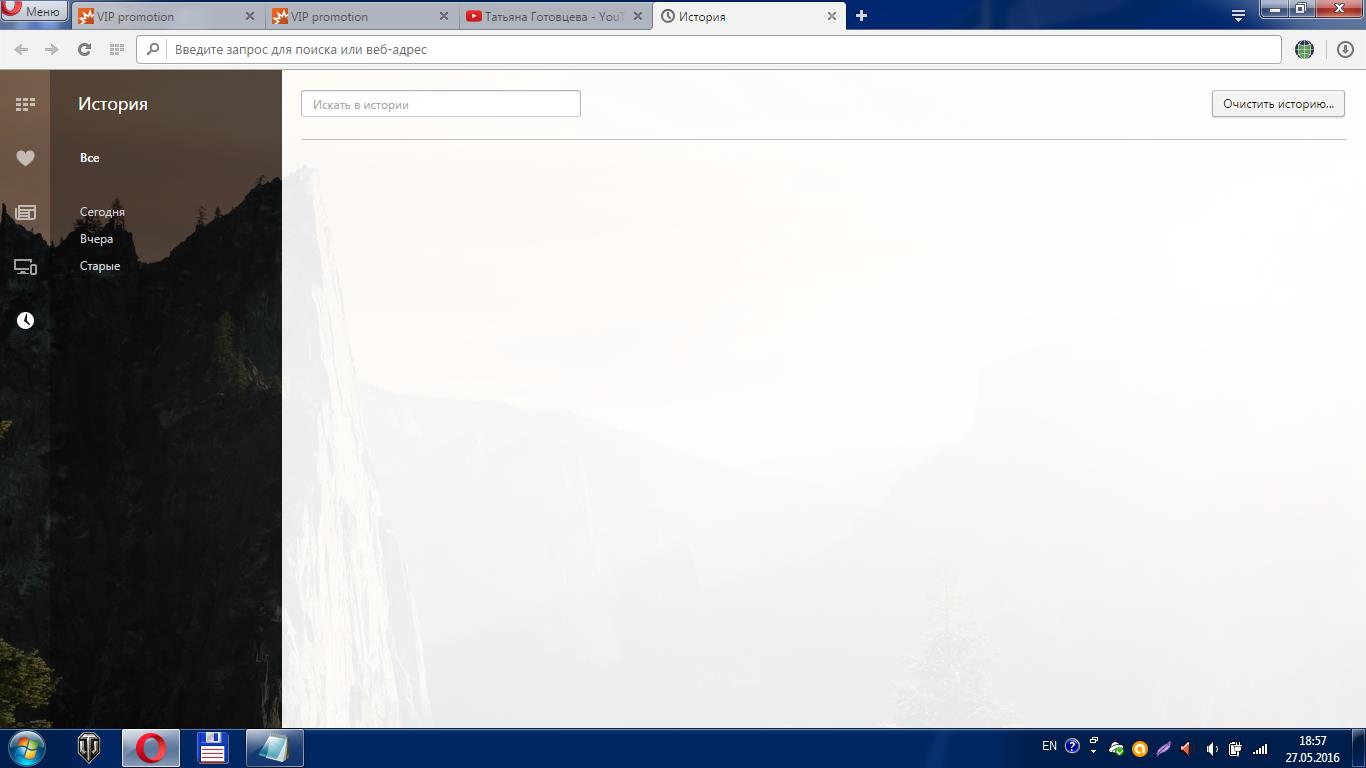 Меню
VIP promotion
VIP promotion
Татьяна Готовцева - YouT
История
Введите запрос для поиска или веб-адрес
История
Искать в истории
Очистить историю...
Все
Сегодня
Вчера
Старые
EN
18:57
27.05.2016